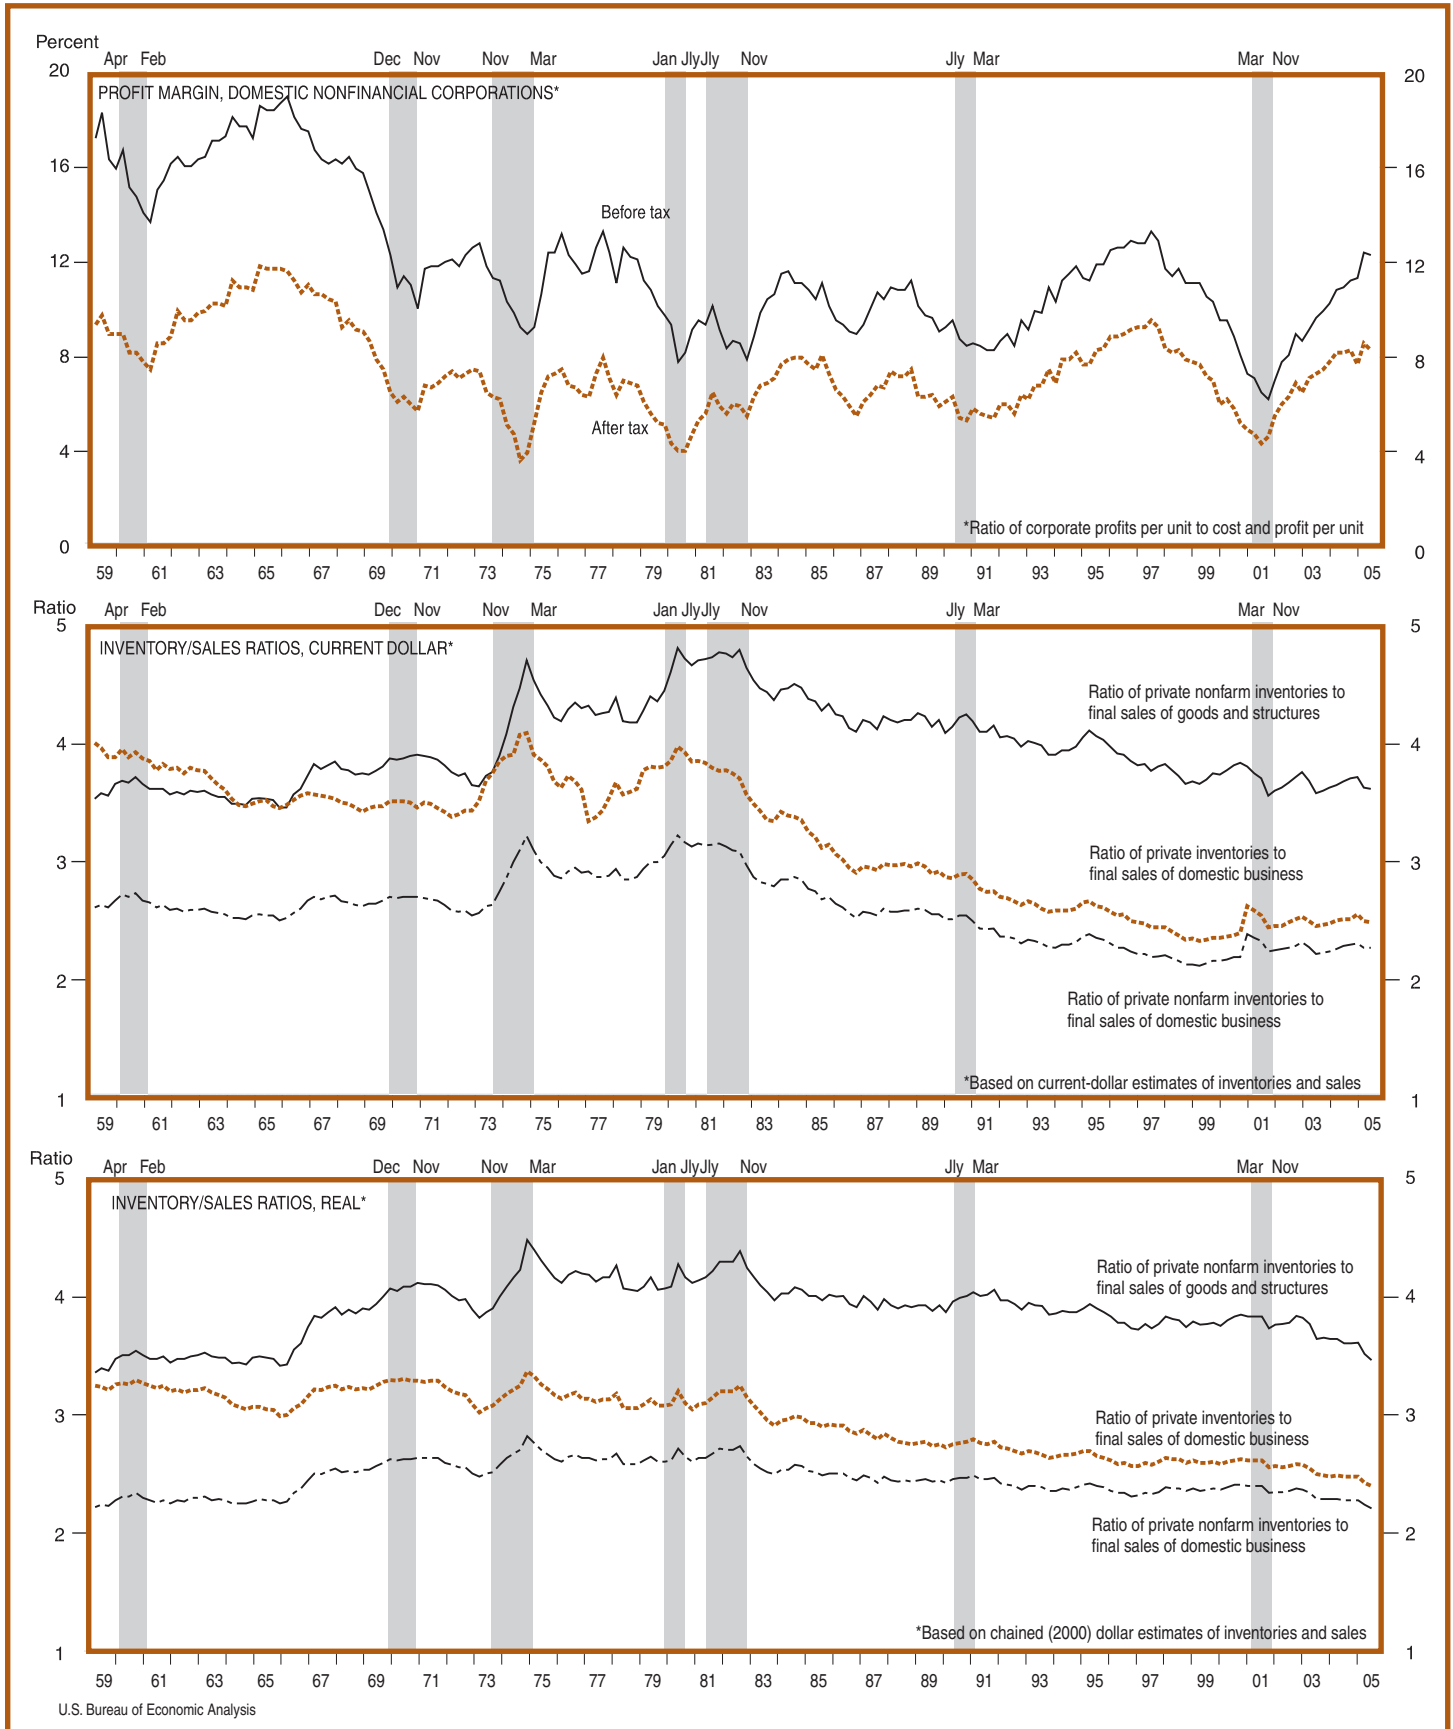 Percent
Apr Feb Dec Nov Nov Mar Jan Jly Jly Nov Jly Mar Mar Nov
20 20
PROFIT MARGIN, DOMESTIC NONFINANCIAL CORPORATIONS*
16 16
Before tax
12 12
8 8
After tax
4 4
*Ratio of corporate profits per unit to cost and profit per unit
0 0
59 61 63 65 67 69 71 73 75 77 79 81 83 85 87 89 91 93 95 97 99 01 03 05
Ratio
Apr Feb Dec Nov Nov Mar Jan Jly Jly Nov Jly Mar Mar Nov
5 5
INVENTORY/SALES RATIOS, CURRENT DOLLAR*
Ratio of private nonfarm inventories to
final sales of goods and structures
4 4
Ratio of private inventories to
final sales of domestic business
3 3
2 2
Ratio of private nonfarm inventories to
final sales of domestic business
*Based on current-dollar estimates of inventories and sales
1 1
59 61 63 65 67 69 71 73 75 77 79 81 83 85 87 89 91 93 95 97 99 01 03 05
Ratio
Apr Feb Dec Nov Nov Mar Jan Jly Jly Nov Jly Mar Mar Nov
5 5
INVENTORY/SALES RATIOS, REAL*
Ratio of private nonfarm inventories to
final sales of goods and structures
4 4
3 3
Ratio of private inventories to
final sales of domestic business
2 2
Ratio of private nonfarm inventories to
final sales of domestic business
*Based on chained (2000) dollar estimates of inventories and sales
1 1
59 61 63 65 67 69 71 73 75 77 79 81 83 85 87 89 91 93 95 97 99 01 03 05
U.S. Bureau of Economic Analysis